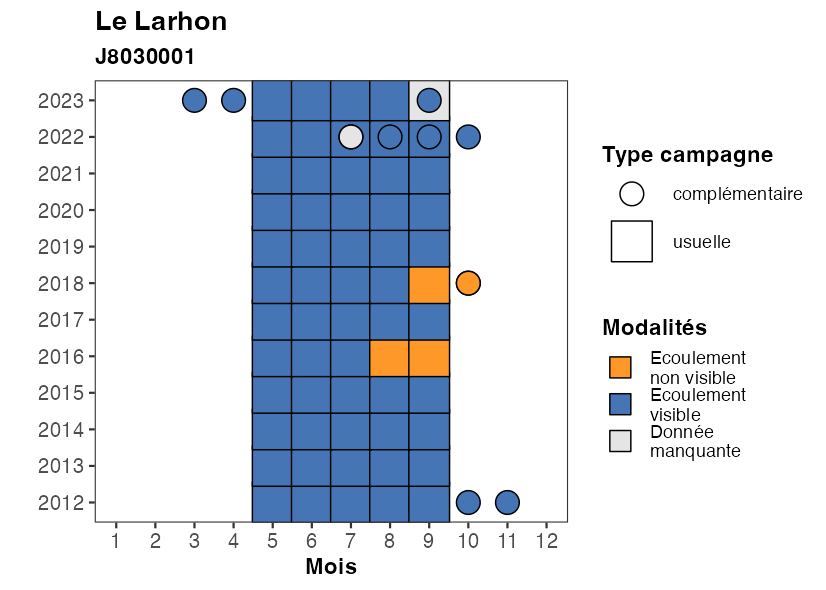 Le Larhon
J8030001
2023
2022
2021
2020
2019
2018
2017
2016
2015
2014
2013
2012
1 2 3 4 5 6 7 8 9 10 11 12
Mois
Type campagne
complémentaire
usuelle
Modalités
Ecoulement
non visible
Ecoulement
visible
Donnée
manquante